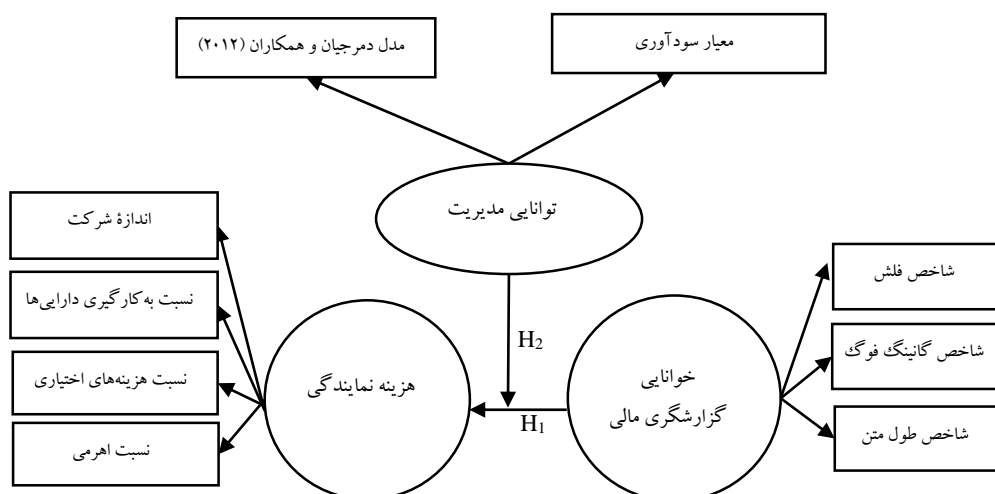 معیار سودآوری
مدل دمرجیان و همکاران (۲۰۱۲)
توانایی مدیریت
شاخص فلش
شاخص گانینگ فوگ
شاخص طول متن
خوانایی
گزارشگری مالی
H2
H1
هزینه نمایندگی
اندازۀ شرکت
نسبت به‌کارگیری دارایی‌ها
نسبت هزینه‌های اختیاری
نسبت اهرمی